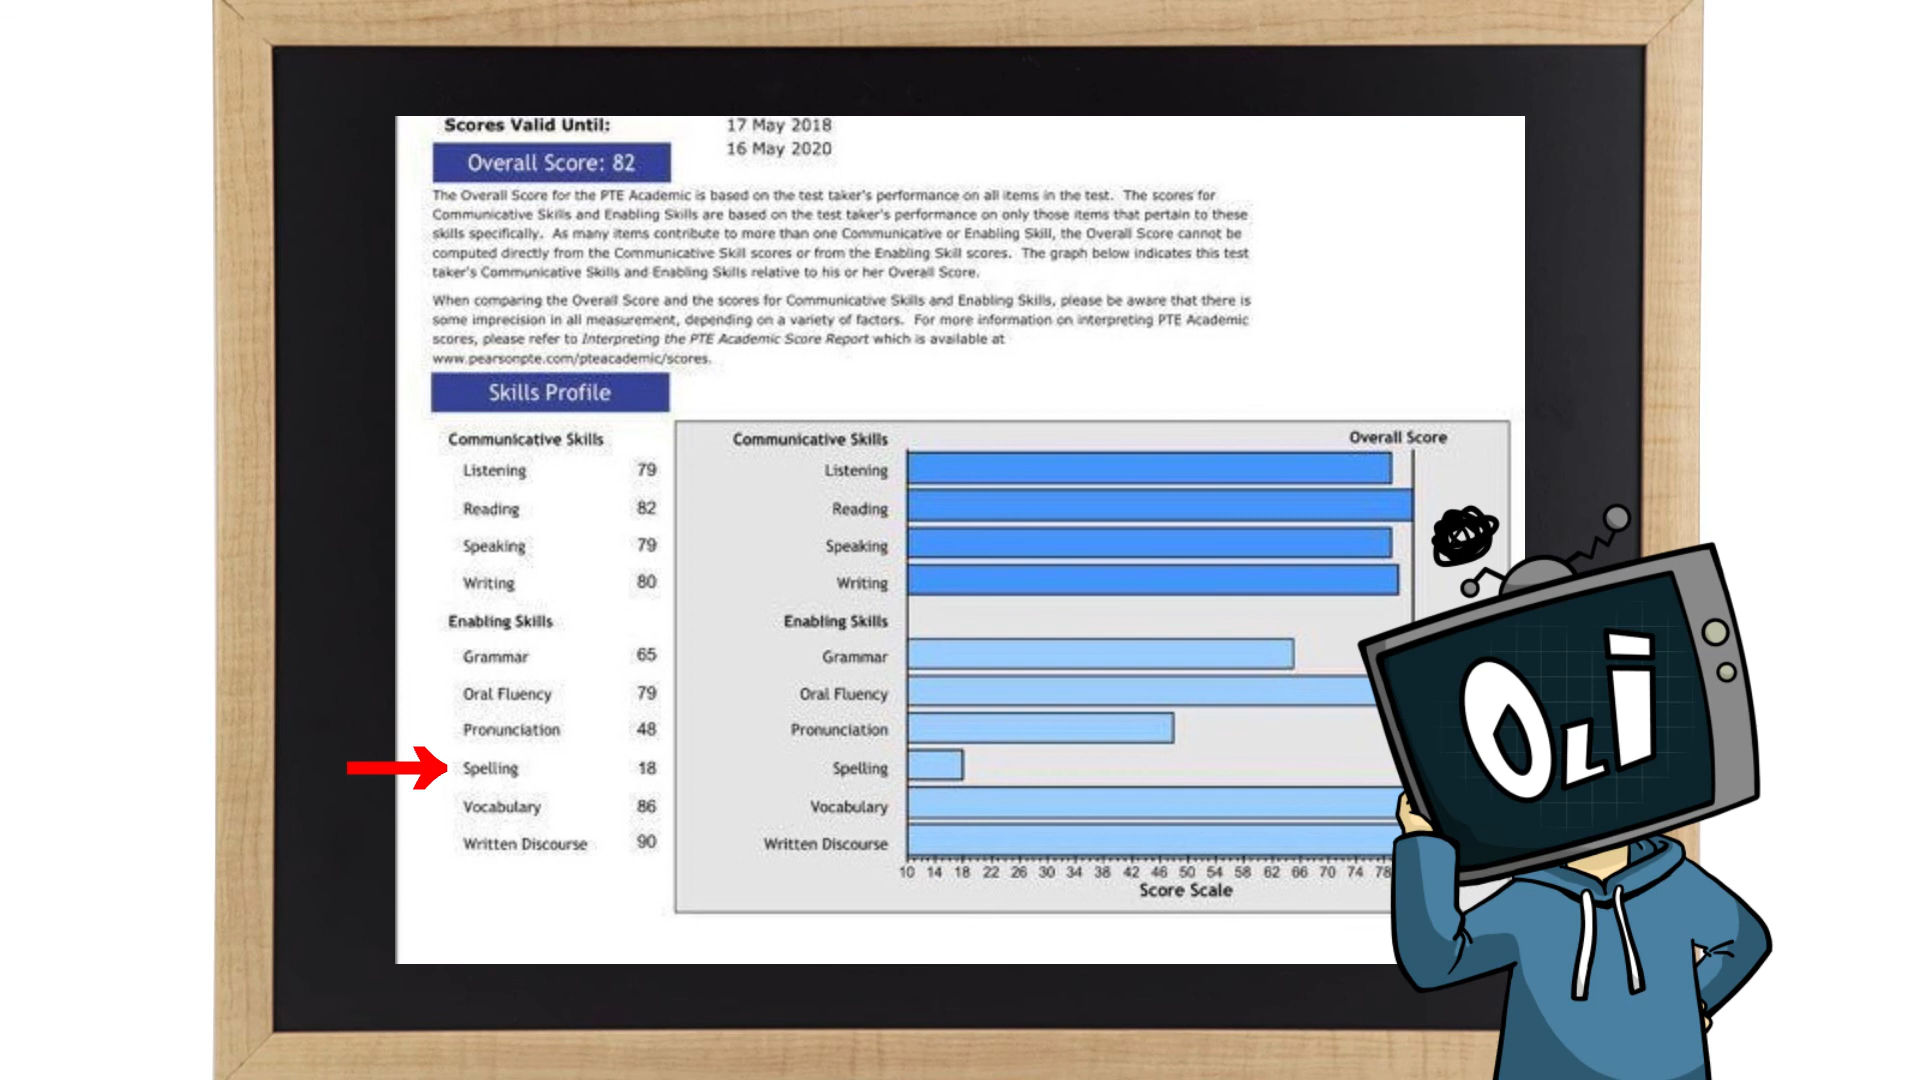 Scores Valid Until:
17 May 2018
16 May 2020
Overall Score: 82
The Overall Score for the PTE Academic is based on the test taker's performance on all items in the test. The scores for
Communicative Skills and Enabling Skills are based on the test taker's performance on only those items that pertain to these
skills specifically. As many items contribute to more than one Communicative or Enabling Skill, the Overall Score cannot be
computed directly from the Communicative Skill scores or from the Enabling Skill scores. The graph below indicates this test
taker's Communicative Skills and Enabling Skills relative to his or her Overall Score.
When comparing the Overall Score and the scores for Communicative Skills and Enabling Skills, please be aware that there is
some imprecision in all measurement, depending on a variety of factors. For more information on interpreting PTE Academic
scores, please refer to Interpreting the PTE Academic Score Report which is available at
www.pearsonpte.com/pteacademic/scores.
Skills Profile
Communicative Skills
Listening 79
Reading 82
Speaking 79
Writing 80
Enabling Skills
Grammar 65
Oral Fluency 79
Pronunciation 48
Spelling 18
Vocabulary 86
Written Discourse 90
Communicative Skills
Overall Score
Listening
Reading
Speaking
Writing
Enabling Skills
Grammar
Oral Fluency
Pronunciation
Spelling
Vocabulary
Written Discourse
10 14 18 22 26 30 34 38 42 46 50 54 58 62 66 70 74 78
Score Scale
OLi